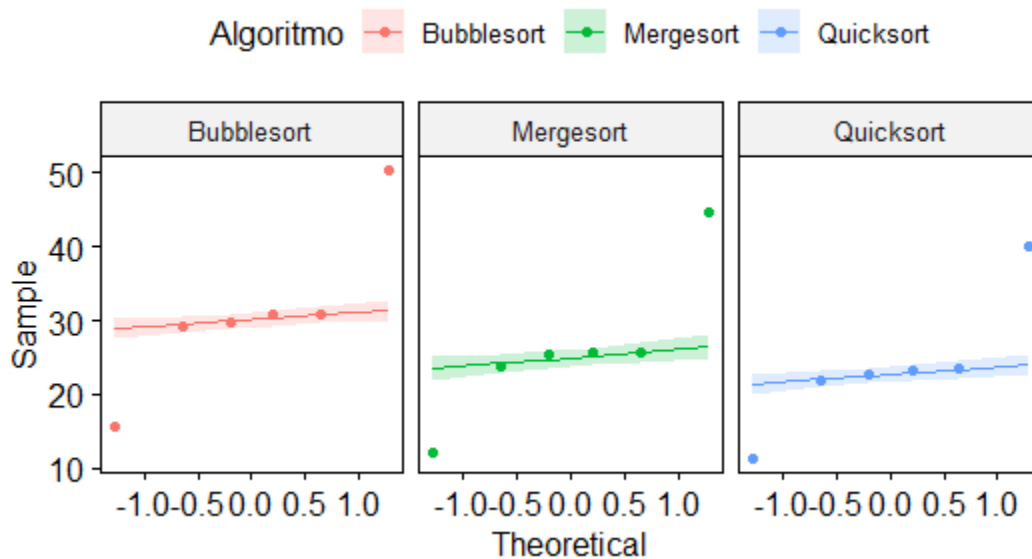 Algoritmo Bubblesort Mergesort Quicksort
Bubblesort Mergesort Quicksort
50
40
30
20
10
Sample
-1.0 -0.5 0.0 0.5 1.0 -1.0 -0.5 0.0 0.5 1.0 -1.0 -0.5 0.0 0.5 1.0
Theoretical